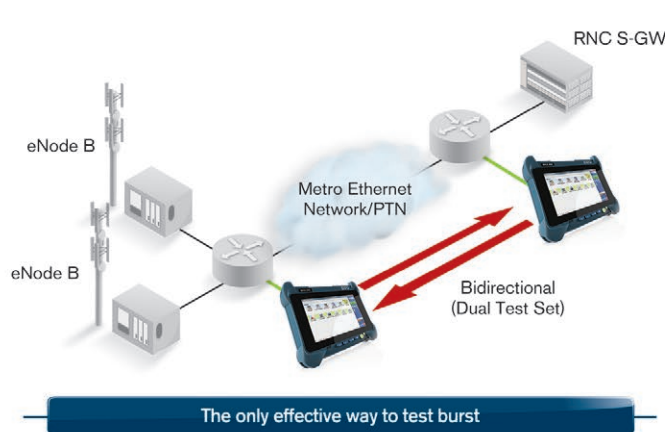 RNC S-GW
eNode B
Metro Ethernet
Network/PTN
eNode B
Bidirectional
(Dual Test Set)
The only effective way to test burst